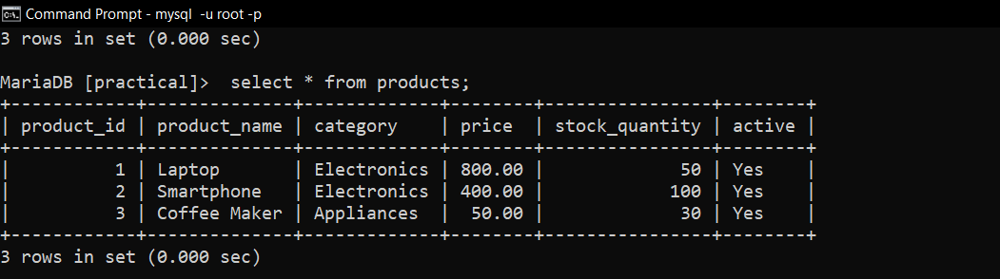 Command Prompt - mysql  -u root -p
3 rows in set (0.000 sec)
MariaDB [practical]>  select * from products;
+------------+--------------+-------------+--------+----------------+--------+
| product_id | product_name | category    | price  | stock_quantity | active |
+------------+--------------+-------------+--------+----------------+--------+
|          1 | Laptop       | Electronics | 800.00 |             50 | Yes    |
|          2 | Smartphone   | Electronics | 400.00 |            100 | Yes    |
|          3 | Coffee Maker | Appliances  |  50.00 |             30 | Yes    |
+------------+--------------+-------------+--------+----------------+--------+
3 rows in set (0.000 sec)